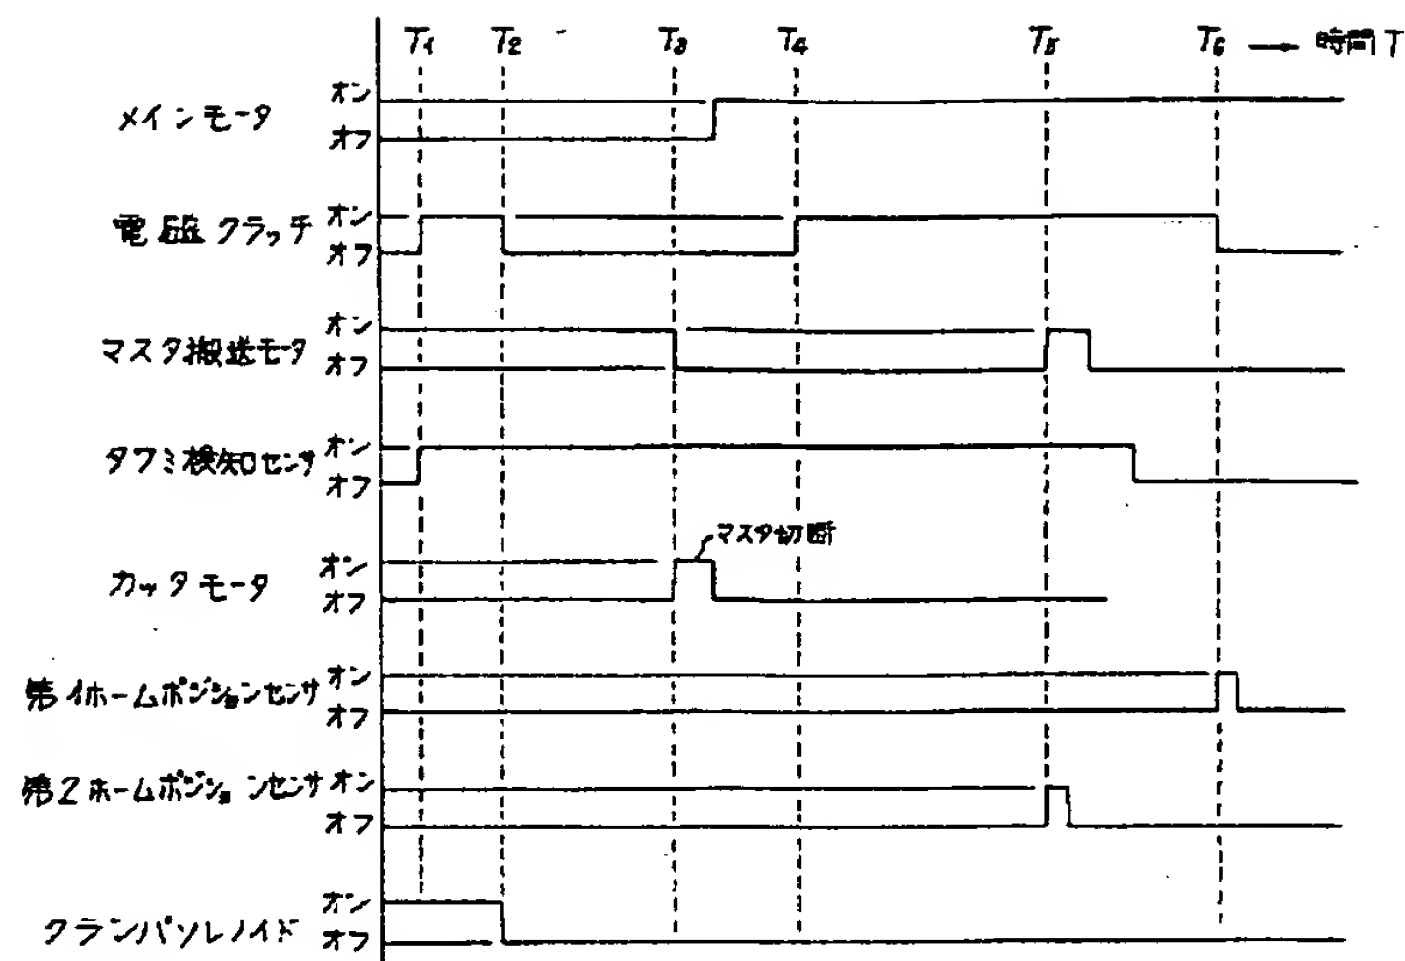 T1 T2 T3 T4 T5 T6 → 時間 T
メインモータ オン
オフ
電磁クラッチ オン
オフ
マスタ搬送モータ オン
オフ
タワミ検知センサ オン
オフ
マスタ切断
カッタモータ オン
オフ
第1ホームポジションセンサ オン
オフ
第2ホームポジションセンサ オン
オフ
クランパソレノイド オン
オフ